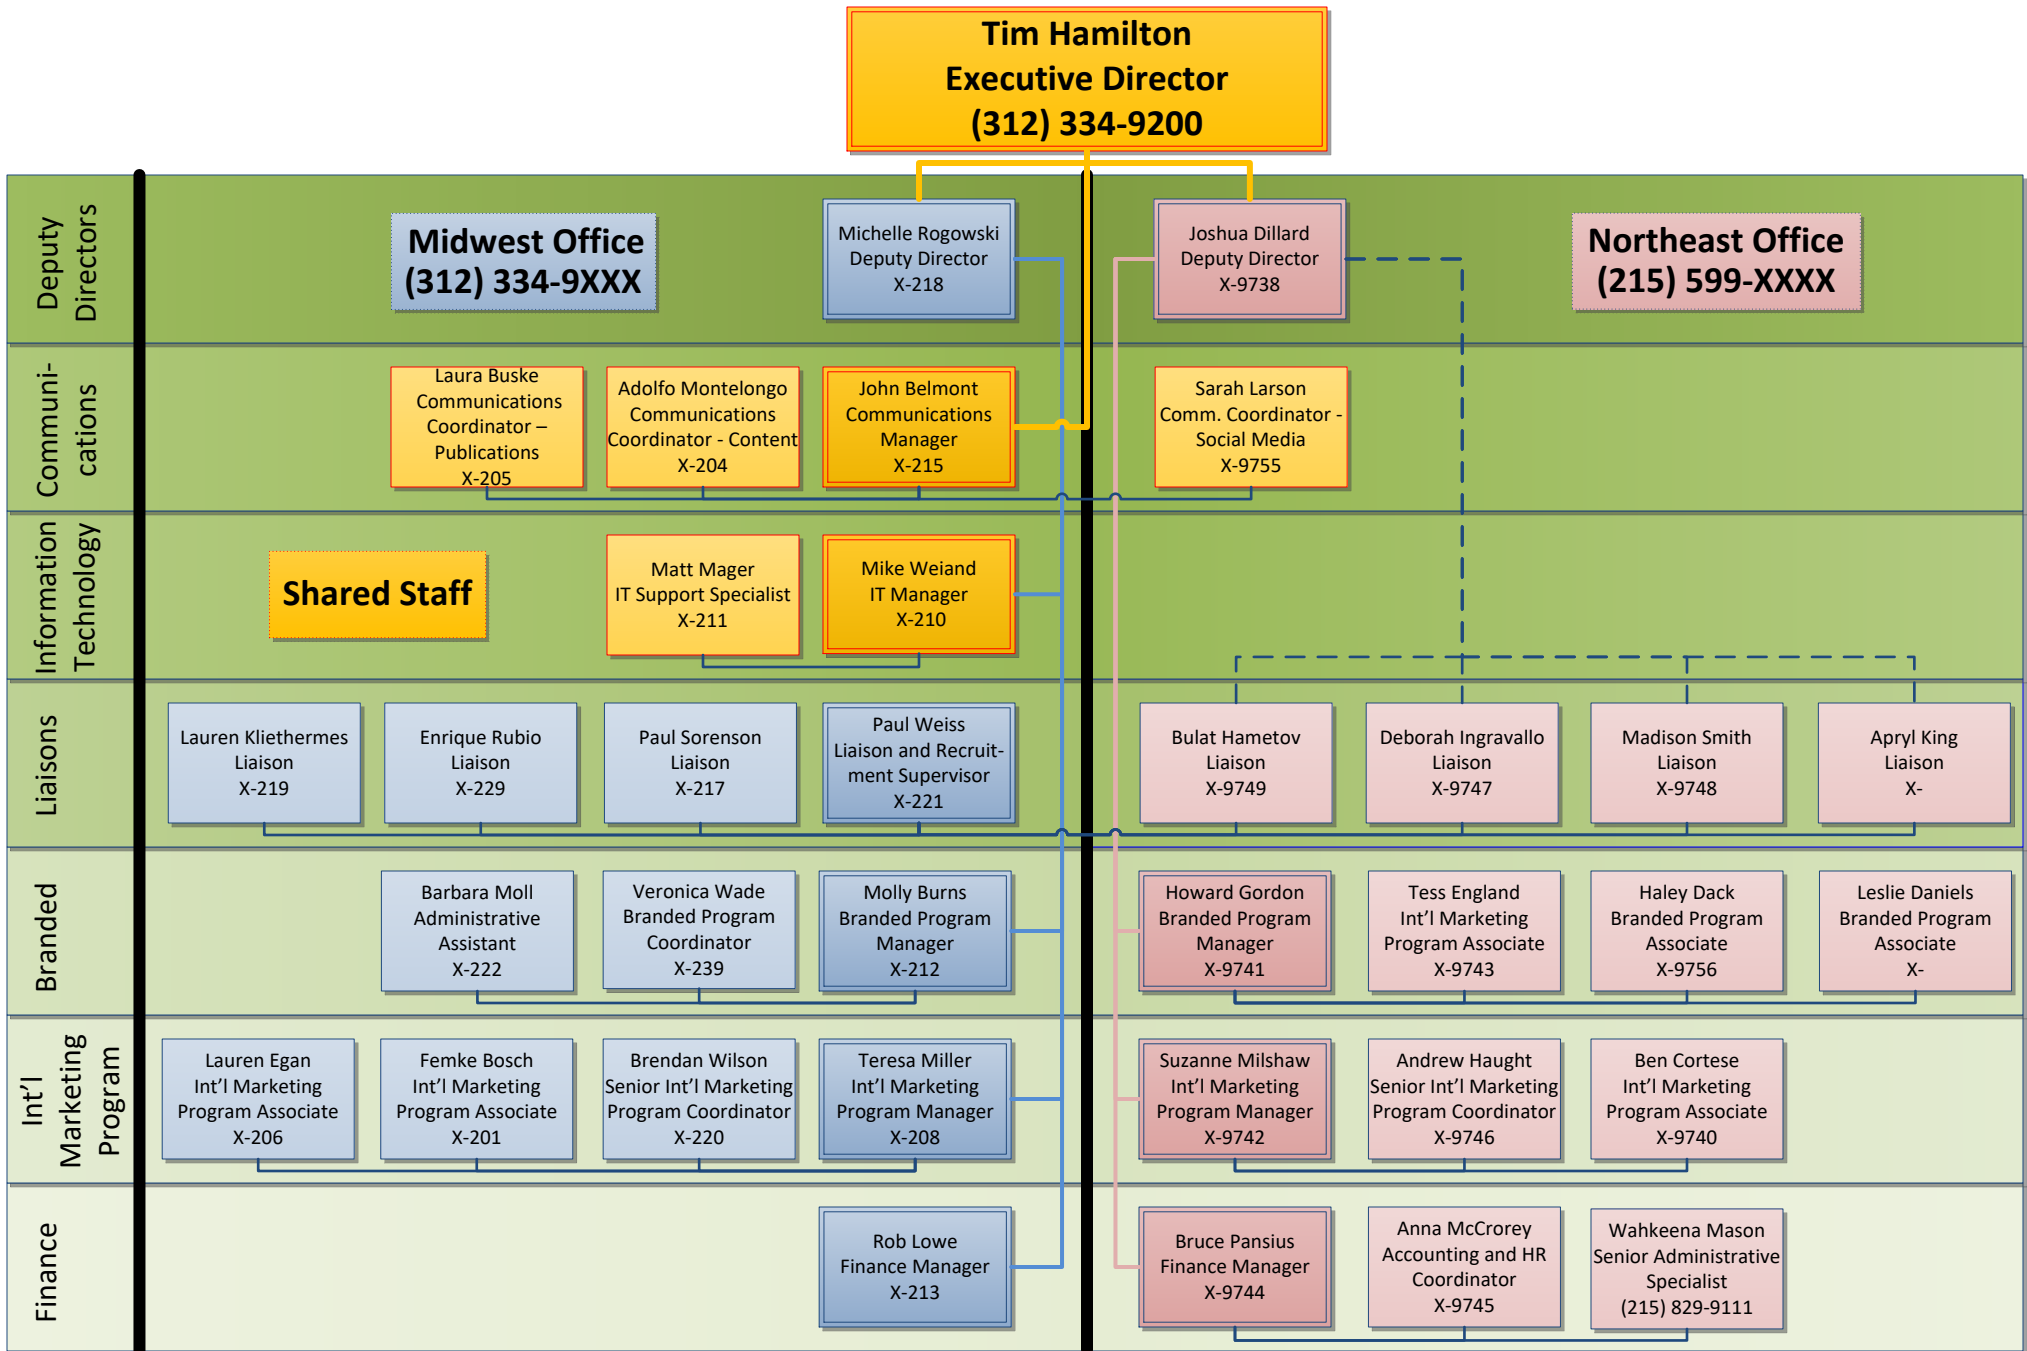 Tim Hamilton
Executive Director
(312) 334-9200
Deputy
Directors
Midwest Office
(312) 334-9XXX
Michelle Rogowski
Deputy Director
X-218
Joshua Dillard
Deputy Director
X-9738
Northeast Office
(215) 599-XXXX
Communi-
cations
Laura Buske
Communications
Coordinator –
Publications
X-205
Adolfo Montelongo
Communications
Coordinator - Content
X-204
John Belmont
Communications
Manager
X-215
Sarah Larson
Comm. Coordinator -
Social Media
X-9755
Information
Technology
Shared Staff
Matt Mager
IT Support Specialist
X-211
Mike Weiand
IT Manager
X-210
Liaisons
Lauren Kliethermes
Liaison
X-219
Enrique Rubio
Liaison
X-229
Paul Sorenson
Liaison
X-217
Paul Weiss
Liaison and Recruit-
ment Supervisor
X-221
Bulat Hametov
Liaison
X-9749
Deborah Ingravallo
Liaison
X-9747
Madison Smith
Liaison
X-9748
Apryl King
Liaison
X-
Branded
Barbara Moll
Administrative
Assistant
X-222
Veronica Wade
Branded Program
Coordinator
X-239
Molly Burns
Branded Program
Manager
X-212
Howard Gordon
Branded Program
Manager
X-9741
Tess England
Int’l Marketing
Program Associate
X-9743
Haley Dack
Branded Program
Associate
X-9756
Leslie Daniels
Branded Program
Associate
X-
Int’l
Marketing
Program
Lauren Egan
Int’l Marketing
Program Associate
X-206
Femke Bosch
Int’l Marketing
Program Associate
X-201
Brendan Wilson
Senior Int’l Marketing
Program Coordinator
X-220
Teresa Miller
Int’l Marketing
Program Manager
X-208
Suzanne Milshaw
Int’l Marketing
Program Manager
X-9742
Andrew Haught
Senior Int’l Marketing
Program Coordinator
X-9746
Ben Cortese
Int’l Marketing
Program Associate
X-9740
Finance
Rob Lowe
Finance Manager
X-213
Bruce Pansius
Finance Manager
X-9744
Anna McCrorey
Accounting and HR
Coordinator
X-9745
Wahkeena Mason
Senior Administrative
Specialist
(215) 829-9111